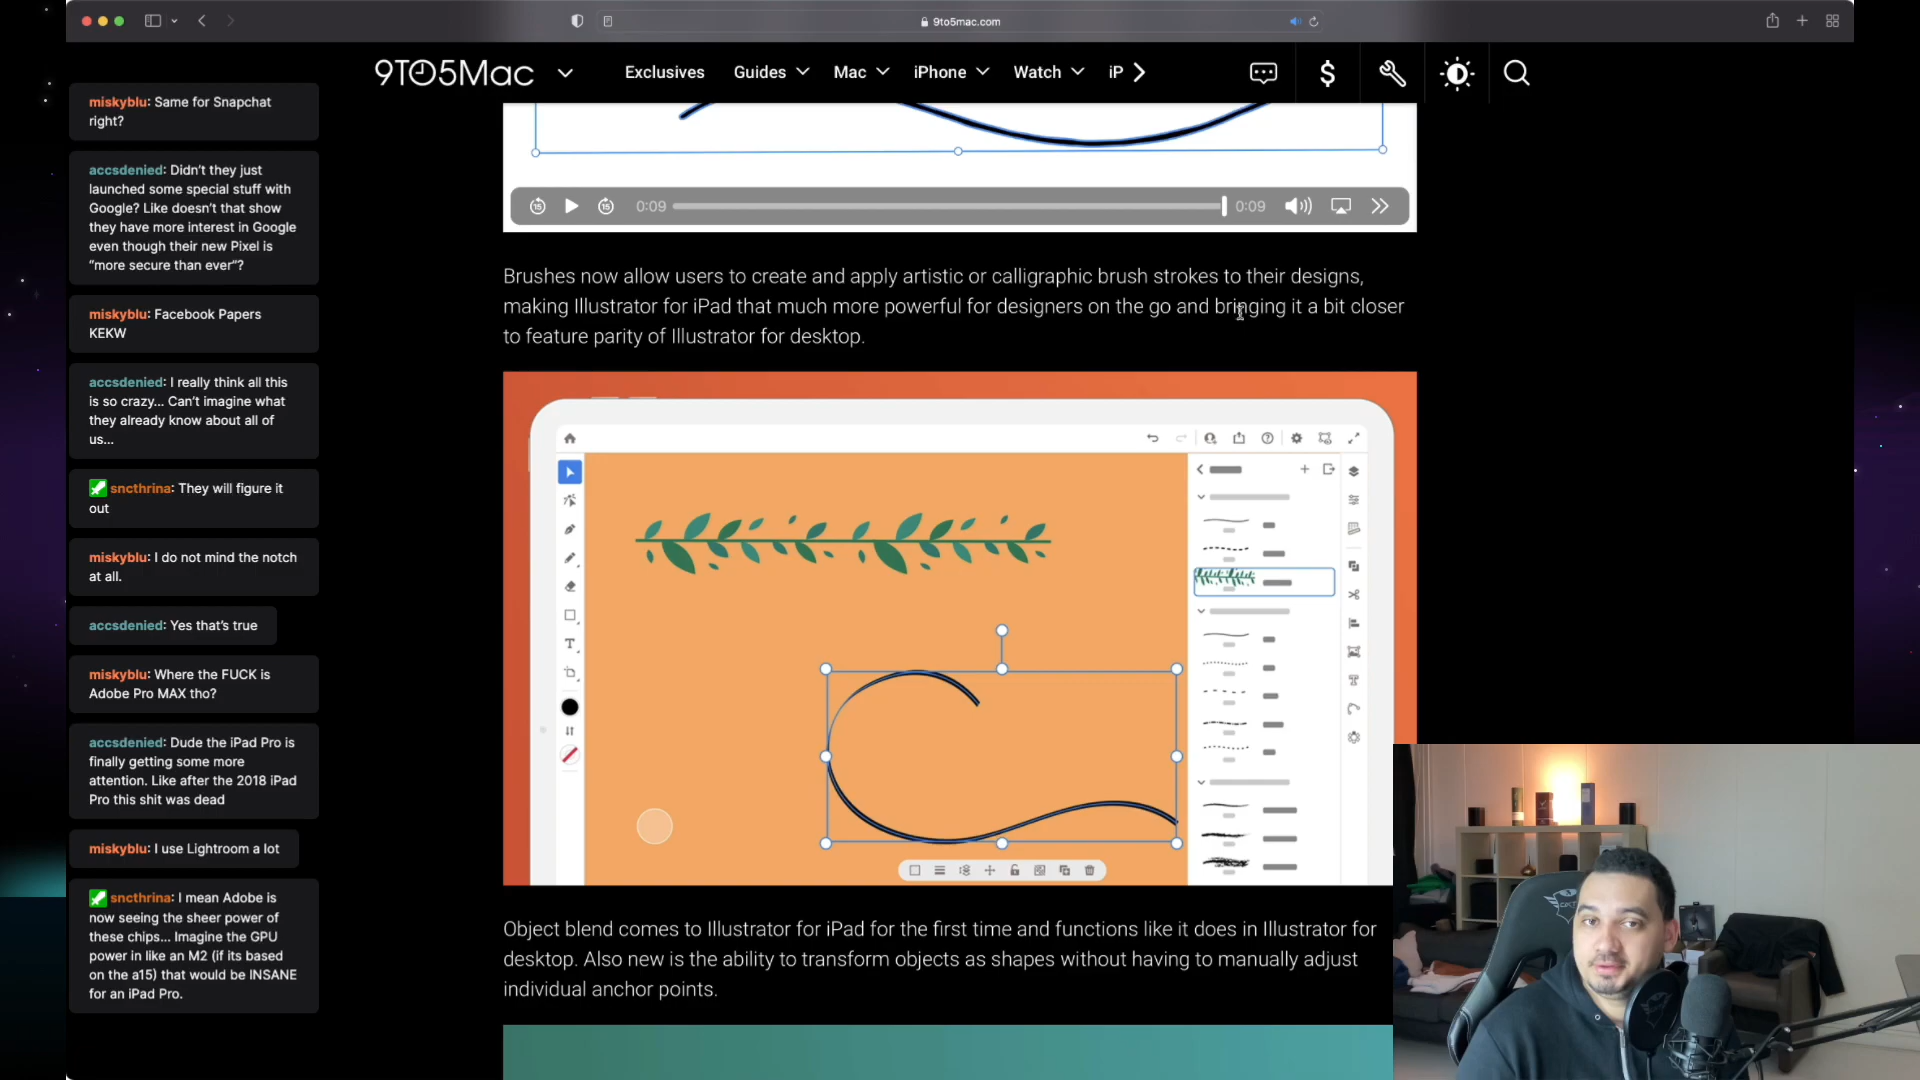 9to5mac.com
9TO5Mac
Exclusives
Guides
Mac
iPhone
Watch
iP
miskyblu: Same for Snapchat
right?
accsdenied: Didn’t they just
launched some special stuff with
Google? Like doesn’t that show
they have more interest in Google
even though their new Pixel is
“more secure than ever”?
miskyblu: Facebook Papers
KEKW
accsdenied: I really think all this
is so crazy... Can’t imagine what
they already know about all of
us...
sncthrina: They will figure it
out
miskyblu: I do not mind the notch
at all.
accsdenied: Yes that’s true
miskyblu: Where the FUCK is
Adobe Pro MAX tho?
accsdenied: Dude the iPad Pro is
finally getting some more
attention. Like after the 2018 iPad
Pro this shit was dead
miskyblu: I use Lightroom a lot
sncthrina: I mean Adobe is
now seeing the sheer power of
these chips... Imagine the GPU
power in like an M2 (if its based
on the a15) that would be INSANE
for an iPad Pro.
15
15
0:09
0:09
Brushes now allow users to create and apply artistic or calligraphic brush strokes to their designs,
making Illustrator for iPad that much more powerful for designers on the go and bringing it a bit closer
to feature parity of Illustrator for desktop.
Object blend comes to Illustrator for iPad for the first time and functions like it does in Illustrator for
desktop. Also new is the ability to transform objects as shapes without having to manually adjust
individual anchor points.